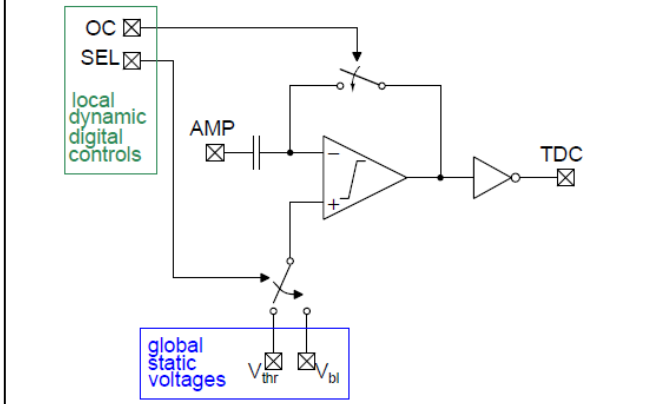 OC
SEL
local
dynamic
digital
controls
AMP
TDC
−
+
global
static
voltages
Vthr
Vbl